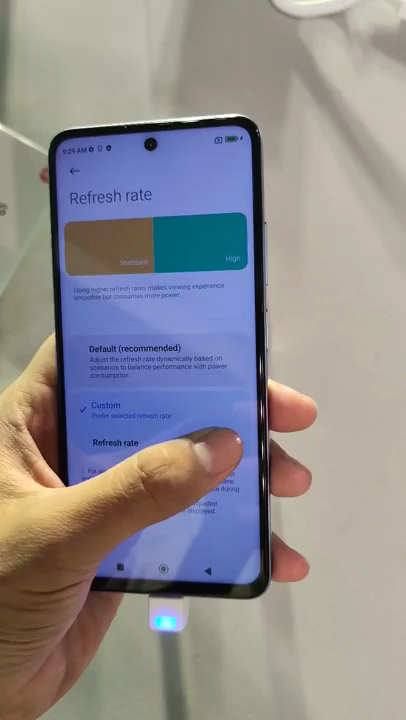 9:29 AM
Refresh rate
Standard
High
Using higher refresh rates makes viewing experience
smoother but consumes more power.
Default (recommended)
Adjust the refresh rate dynamically based on
scenarios to balance performance with power
consumption.
Custom
Prefer selected refresh rate
Refresh rate
during
displayed.